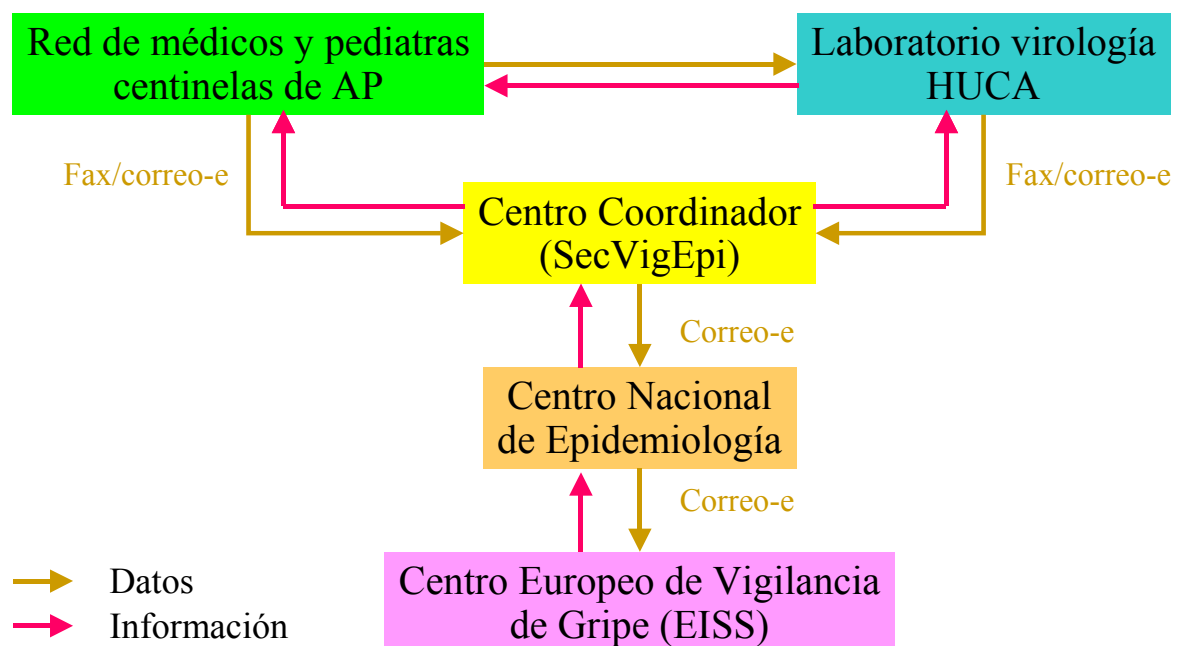 Red de médicos y pediatras
centinelas de AP
Laboratorio virología
HUCA
Fax/correo-e
Fax/correo-e
Centro Coordinador
(SecVigEpi)
Correo-e
Centro Nacional
de Epidemiología
Correo-e
Centro Europeo de Vigilancia
de Gripe (EISS)
Datos
Información